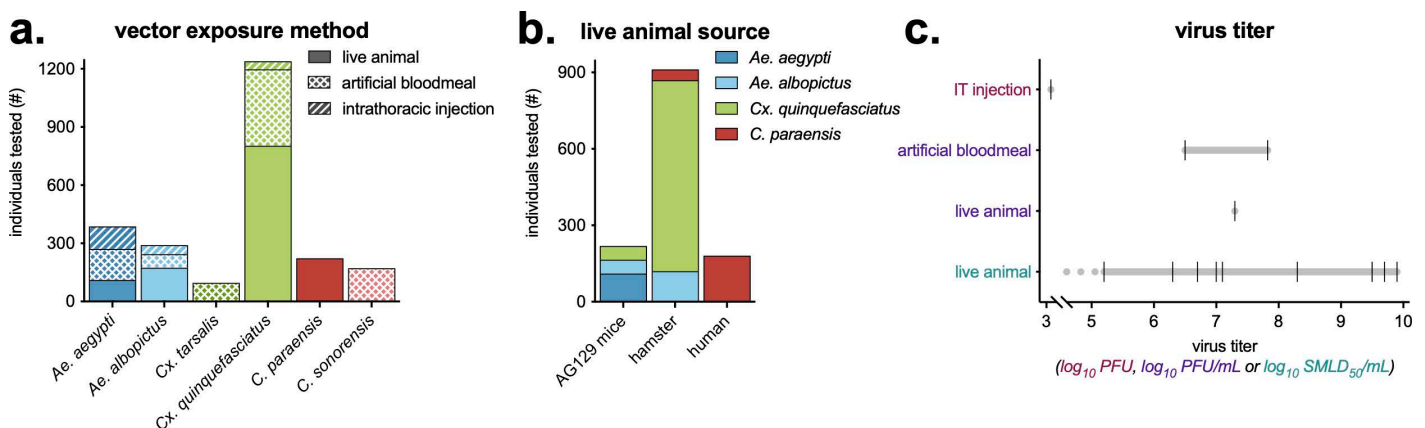 a.
vector exposure method
individuals tested (#)
1200
900
600
300
0
live animal
artificial bloodmeal
intrathoracic injection
Ae. aegypti
Ae. albopictus
Cx. tarsalis
Cx. quinquefasciatus
C. paraensis
C. sonorensis
b.
live animal source
individuals tested (#)
900
600
300
0
Ae. aegypti
Ae. albopictus
Cx. quinquefasciatus
C. paraensis
AG129 mice
hamster
human
c.
virus titer
IT injection
artificial bloodmeal
live animal
live animal
3 5 6 7 8 9 10
virus titer
(log10 PFU, log10 PFU/mL or log10 SMLD50/mL)